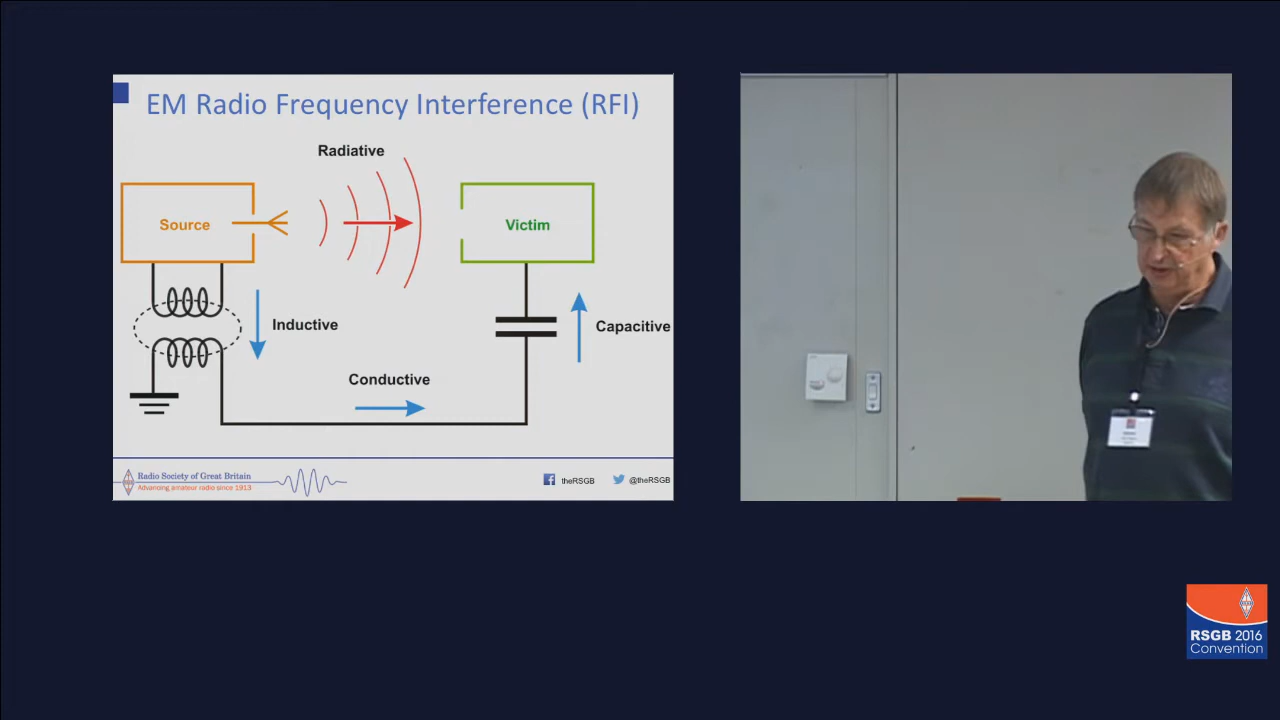 EM Radio Frequency Interference (RFI)
Radiative
Source
Victim
Inductive
Capacitive
Conductive
Radio Society of Great Britain
Advancing amateur radio since 1913
theRSGB
@theRSGB
RSGB 2016
Convention